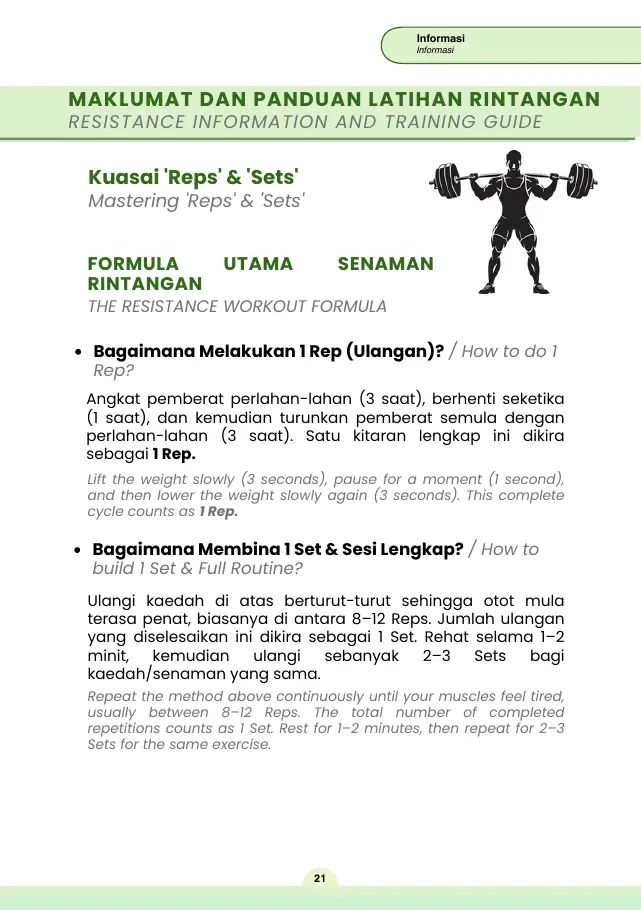 Informasi
Informasi
MAKLUMAT DAN PANDUAN LATIHAN RINTANGAN
RESISTANCE INFORMATION AND TRAINING GUIDE
Kuasai 'Reps' & 'Sets'
Mastering 'Reps' & 'Sets'
FORMULA UTAMA SENAMAN
RINTANGAN
THE RESISTANCE WORKOUT FORMULA
• Bagaimana Melakukan 1 Rep (Ulangan)? / How to do 1
Rep?
Angkat pemberat perlahan-lahan (3 saat), berhenti seketika
(1 saat), dan kemudian turunkan pemberat semula dengan
perlahan-lahan (3 saat). Satu kitaran lengkap ini dikira
sebagai 1 Rep.
Lift the weight slowly (3 seconds), pause for a moment (1 second),
and then lower the weight slowly again (3 seconds). This complete
cycle counts as 1 Rep.
• Bagaimana Membina 1 Set & Sesi Lengkap? / How to
build 1 Set & Full Routine?
Ulangi kaedah di atas berturut-turut sehingga otot mula
terasa penat, biasanya di antara 8–12 Reps. Jumlah ulangan
yang diselesaikan ini dikira sebagai 1 Set. Rehat selama 1–2
minit, kemudian ulangi sebanyak 2–3 Sets bagi
kaedah/senaman yang sama.
Repeat the method above continuously until your muscles feel tired,
usually between 8–12 Reps. The total number of completed
repetitions counts as 1 Set. Rest for 1–2 minutes, then repeat for 2–3
Sets for the same exercise.
21